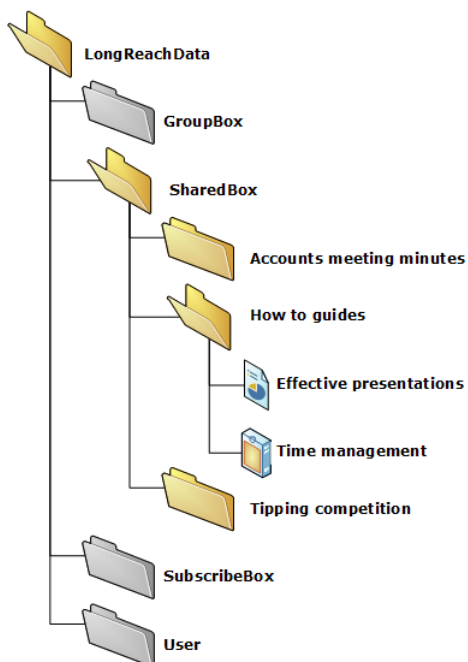 LongReachData
GroupBox
SharedBox
Accounts meeting minutes
How to guides
Effective presentations
Time management
Tipping competition
SubscribeBox
User